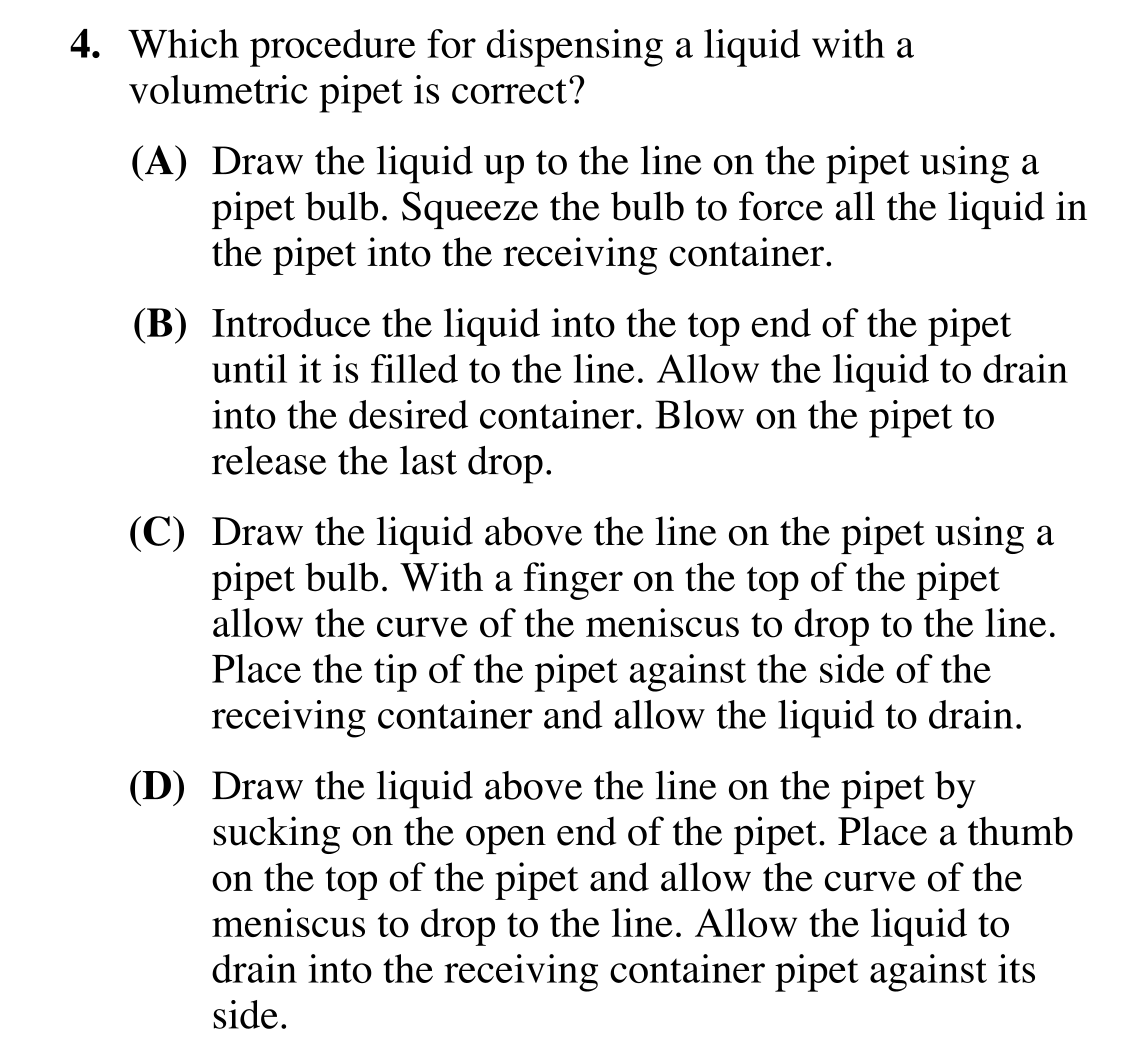 4. Which procedure for dispensing a liquid with a
volumetric pipet is correct?
(A) Draw the liquid up to the line on the pipet using a
pipet bulb. Squeeze the bulb to force all the liquid in
the pipet into the receiving container.
(B) Introduce the liquid into the top end of the pipet
until it is filled to the line. Allow the liquid to drain
into the desired container. Blow on the pipet to
release the last drop.
(C) Draw the liquid above the line on the pipet using a
pipet bulb. With a finger on the top of the pipet
allow the curve of the meniscus to drop to the line.
Place the tip of the pipet against the side of the
receiving container and allow the liquid to drain.
(D) Draw the liquid above the line on the pipet by
sucking on the open end of the pipet. Place a thumb
on the top of the pipet and allow the curve of the
meniscus to drop to the line. Allow the liquid to
drain into the receiving container pipet against its
side.